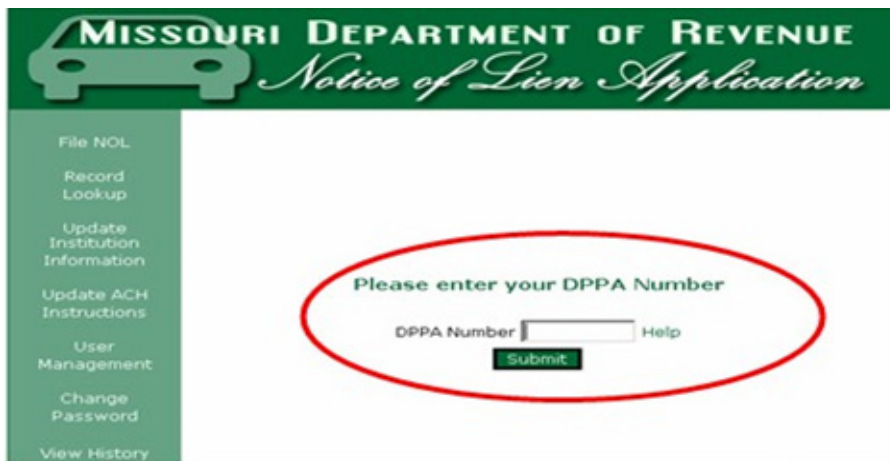 MISSOURI DEPARTMENT OF REVENUE
Notice of Lien Application
File NOL
Record
Lookup
Update
Institution
Information
Update ACH
Instructions
User
Management
Change
Password
View History
Please enter your DPPA Number
DPPA Number Help
Submit